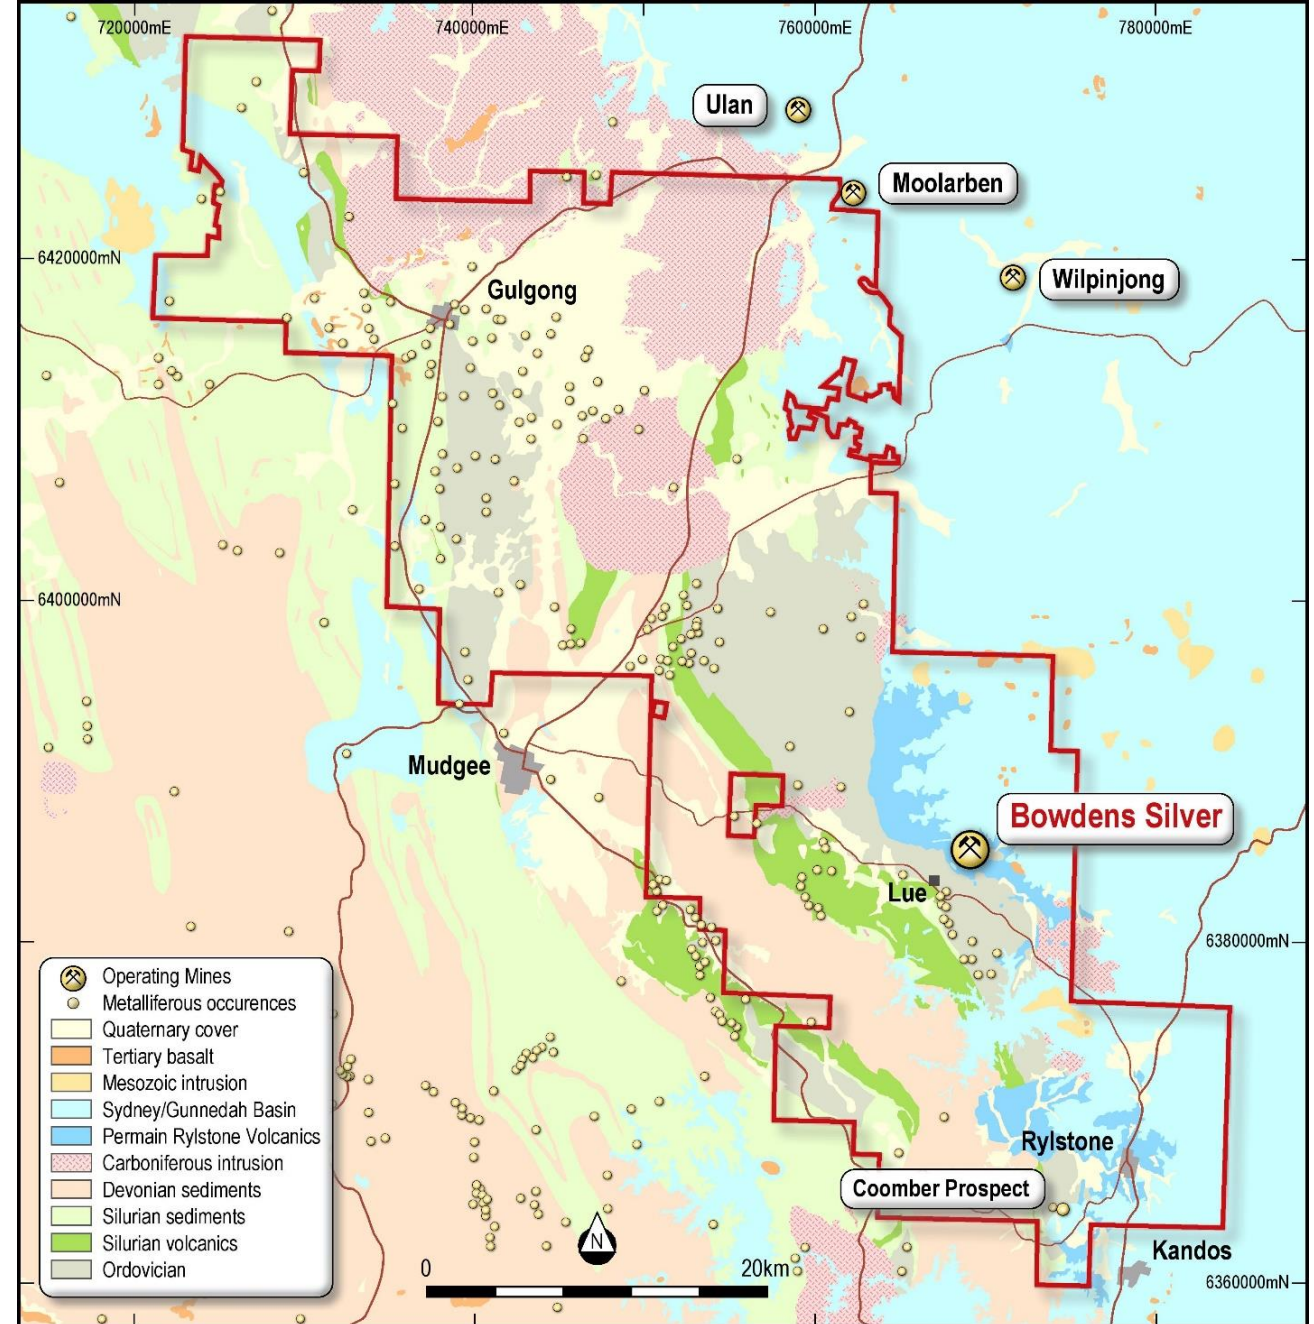 720000mE
740000mE
760000mE
780000mE
Ulan
Moolarben
6420000mN
Wilpinjong
Gulgong
6400000mN
Mudgee
Bowdens Silver
Lue
6380000mN
Operating Mines
Metalliferous occurences
Quaternary cover
Tertiary basalt
Mesozoic intrusion
Sydney/Gunnedah Basin
Permain Rylstone Volcanics
Carboniferous intrusion
Devonian sediments
Silurian sediments
Silurian volcanics
Ordovician
Rylstone
Coomber Prospect
N
Kandos
0
20km
6360000mN